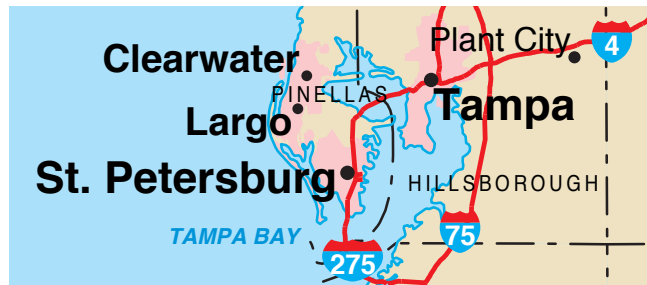 Plant City
4
Clearwater
PINELLAS
Tampa
Largo
St. Petersburg
HILLSBOROUGH
TAMPA BAY
75
275